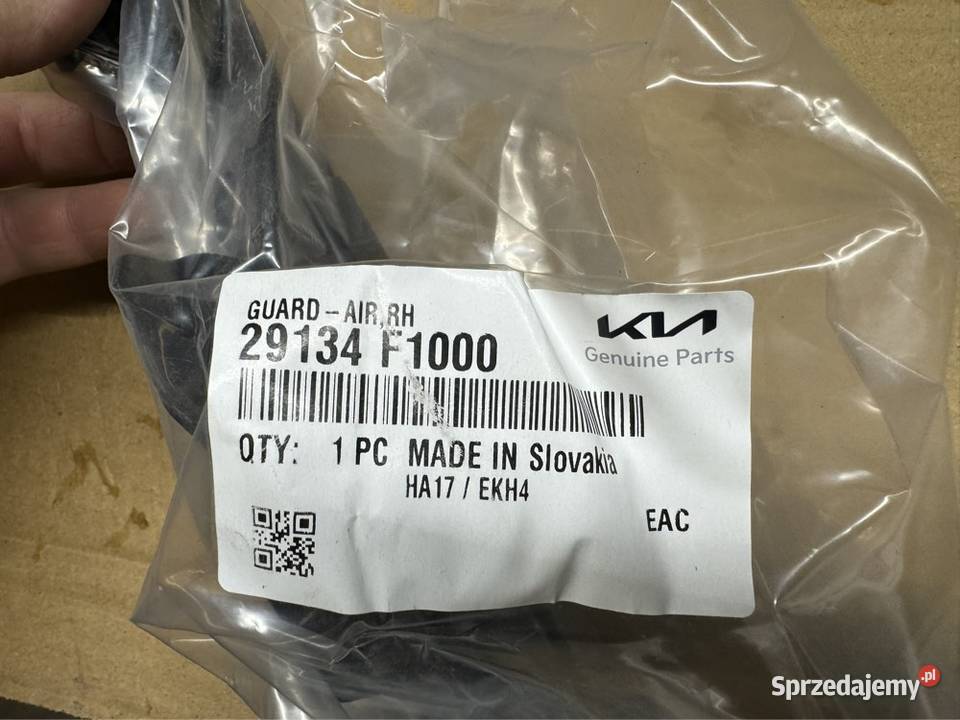 GUARD-AIR,RH
29134 F1000
KIA
Genuine Parts
QTY: 1 PC MADE IN Slovakia
HA17 / EKH4
EAC
Sprzedajemy.pl